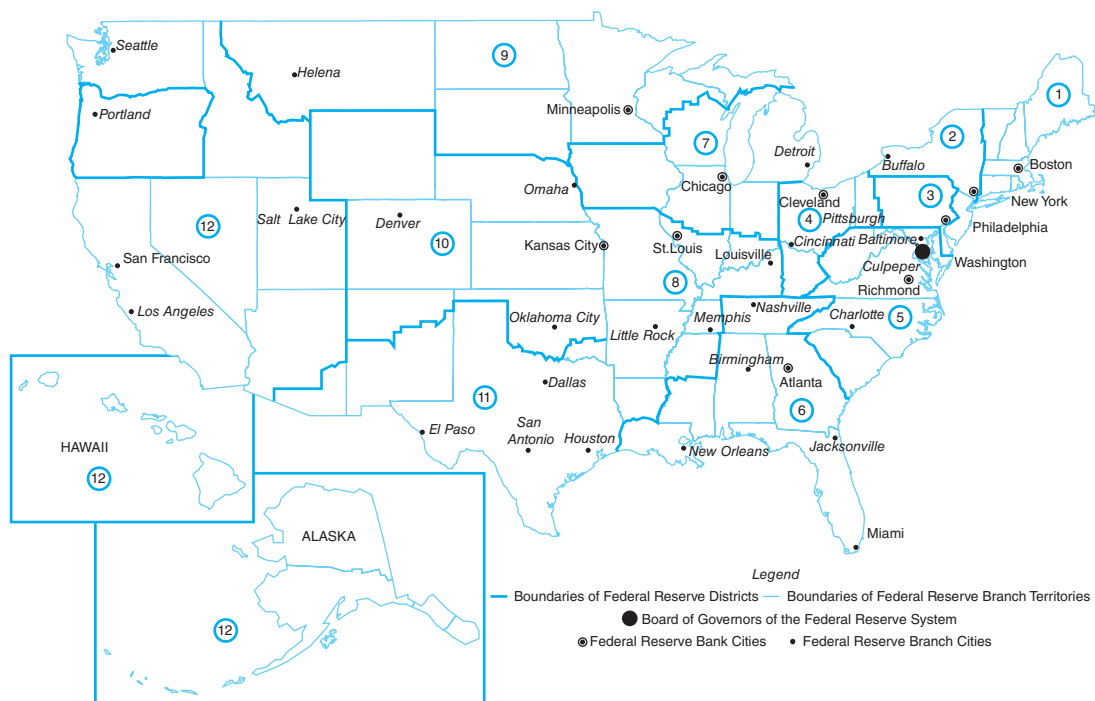 Seattle
Helena
9
1
Portland
Minneapolis
2
7
Detroit
Buffalo
Boston
Chicago
Omaha
Cleveland
3
New York
Salt Lake City
Denver
4
Pittsburgh
12
Philadelphia
10
Kansas City
St.Louis
Louisville
Cincinnati
Baltimore
San Francisco
Culpeper
Washington
8
Richmond
Los Angeles
Oklahoma City
Memphis
Nashville
Charlotte
5
Little Rock
Birmingham
Dallas
Atlanta
11
6
El Paso
San
Antonio
Houston
New Orleans
Jacksonville
HAWAII
12
ALASKA
Miami
12
Legend
Boundaries of Federal Reserve Districts
Boundaries of Federal Reserve Branch Territories
Board of Governors of the Federal Reserve System
Federal Reserve Bank Cities
Federal Reserve Branch Cities